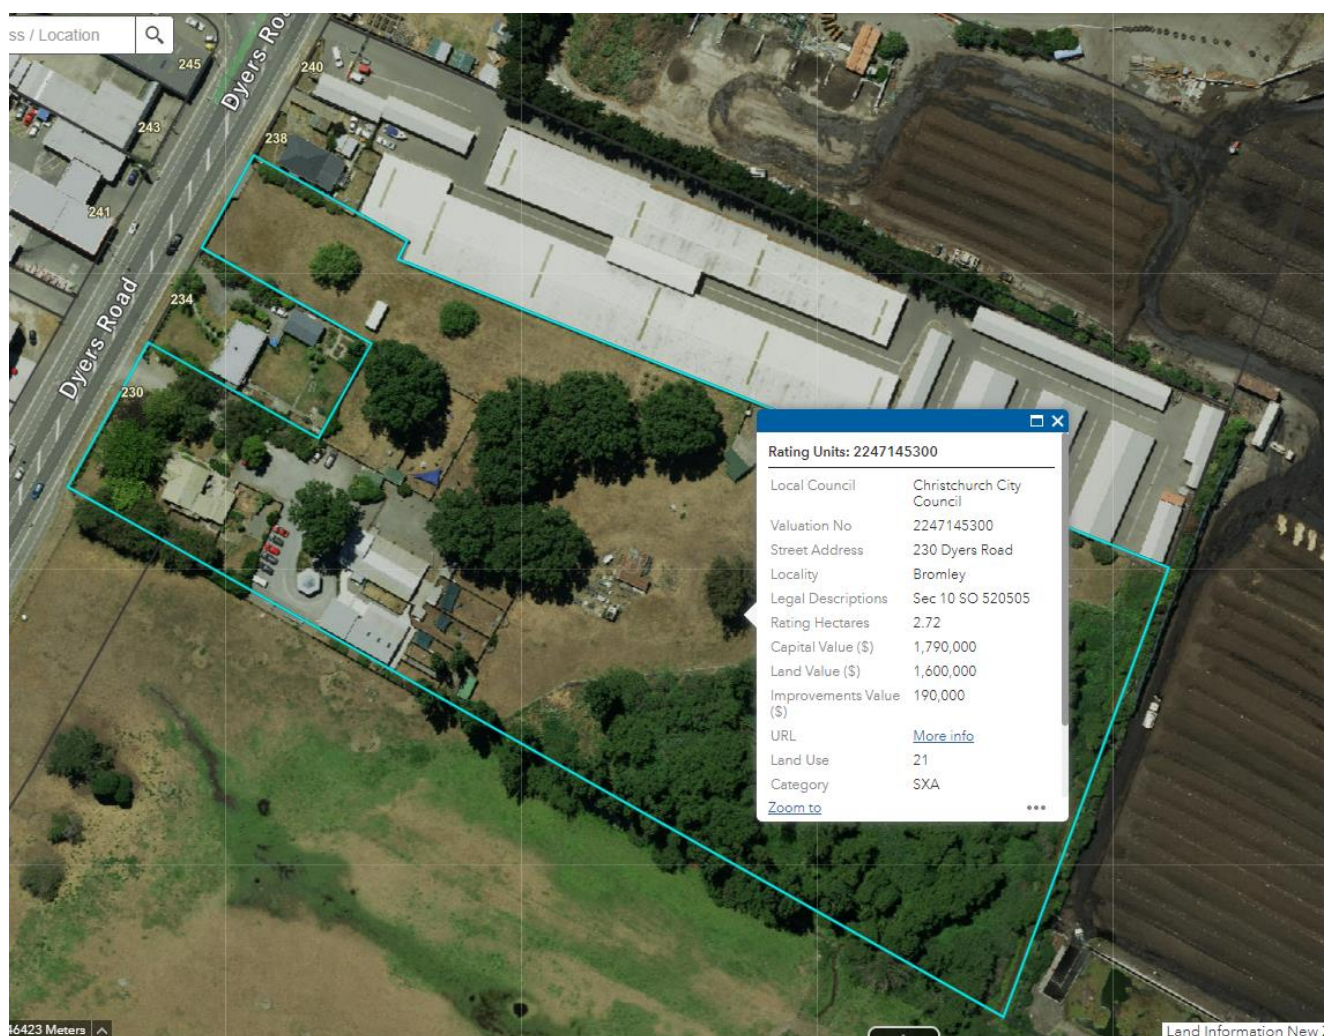 ss / Location
245
240
Dyers Roa
243
238
241
234
Dyers Road
230
Rating Units: 2247145300
Local Council Christchurch City
Council
Valuation No 2247145300
Street Address 230 Dyers Road
Locality Bromley
Legal Descriptions Sec 10 SO 520505
Rating Hectares 2.72
Capital Value ($) 1,790,000
Land Value ($) 1,600,000
Improvements Value 190,000
($)
URL More info
Land Use 21
Category SXA
Zoom to
46423 Meters
Land Information New